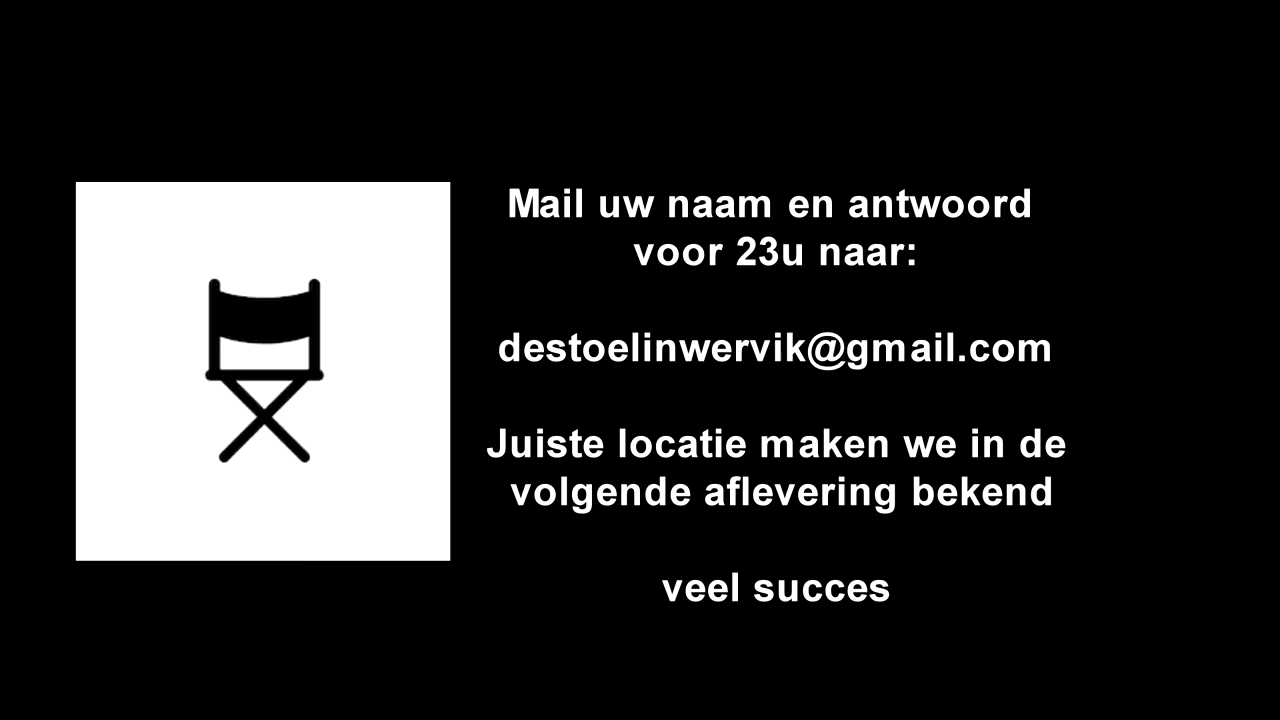 Mail uw naam en antwoord
voor 23u naar:
destoelinwervik@gmail.com
Juiste locatie maken we in de
volgende aflevering bekend
veel succes